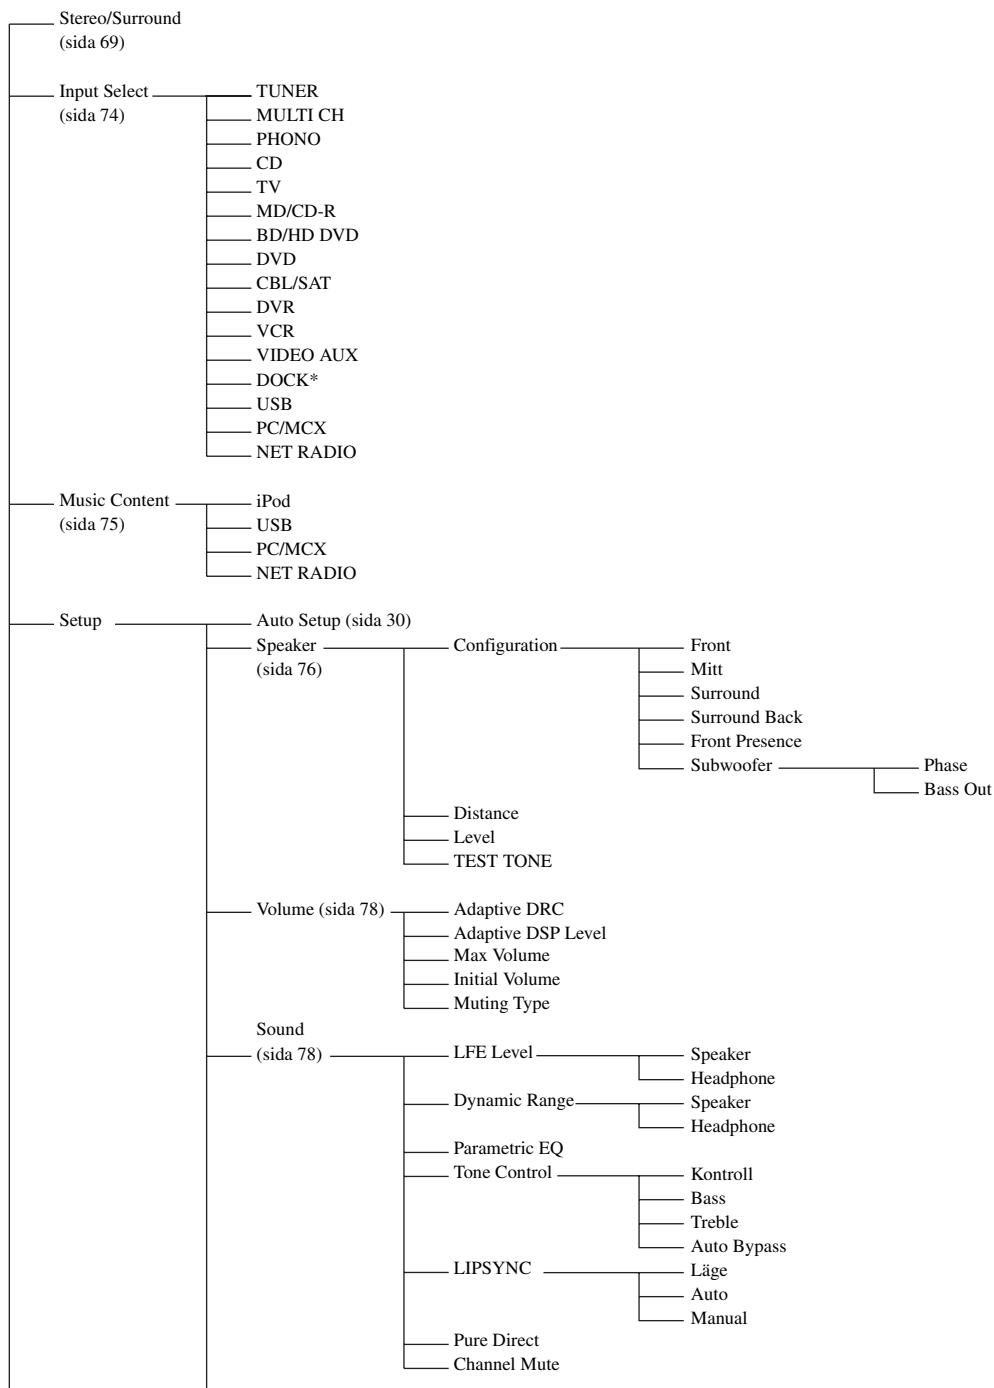 Stereo/Surround
(sida 69)
Input Select
(sida 74)
TUNER
MULTI CH
PHONO
CD
TV
MD/CD-R
BD/HD DVD
DVD
CBL/SAT
DVR
VCR
VIDEO AUX
DOCK*
USB
PC/MCX
NET RADIO
Music Content
(sida 75)
iPod
USB
PC/MCX
NET RADIO
Setup
Auto Setup (sida 30)
Speaker
(sida 76)
Configuration
Front
Mitt
Surround
Surround Back
Front Presence
Subwoofer
Phase
Bass Out
Distance
Level
TEST TONE
Volume (sida 78)
Adaptive DRC
Adaptive DSP Level
Max Volume
Initial Volume
Muting Type
Sound
(sida 78)
LFE Level
Speaker
Headphone
Dynamic Range
Speaker
Headphone
Parametric EQ
Tone Control
Kontroll
Bass
Treble
Auto Bypass
LIPSYNC
Läge
Auto
Manual
Pure Direct
Channel Mute